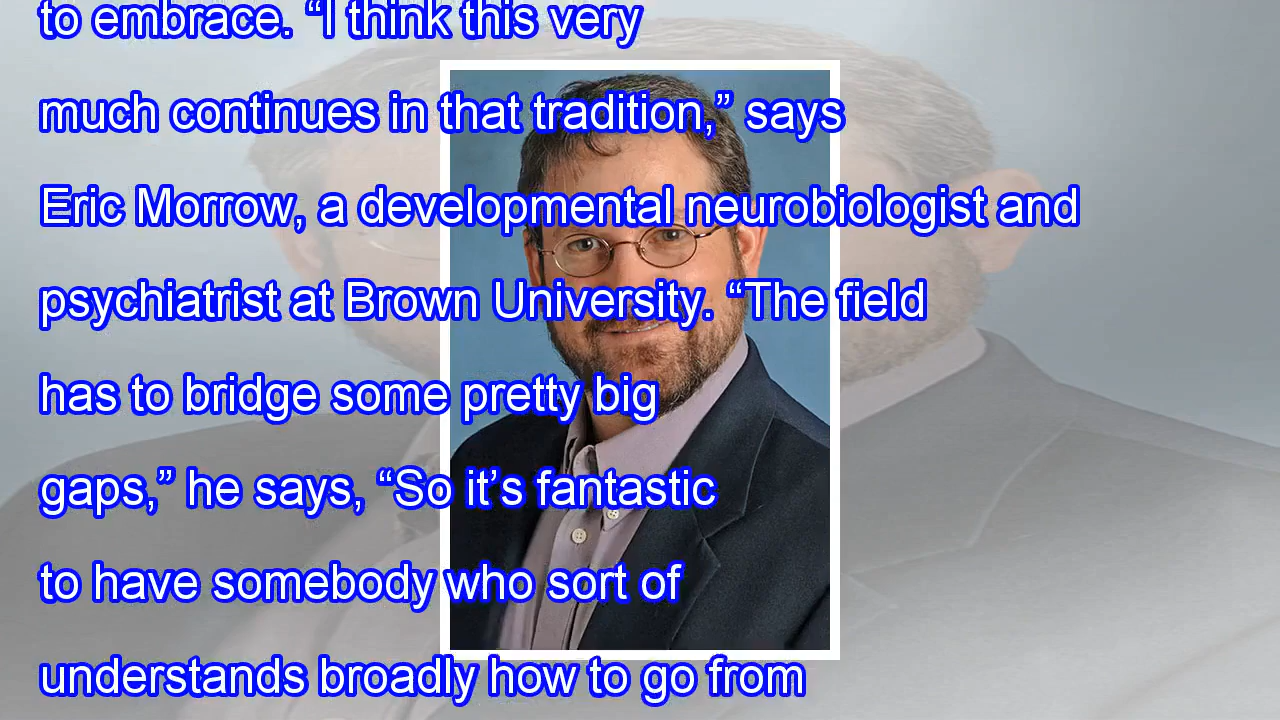 to embrace. “I think this very
much continues in that tradition,” says
Eric Morrow, a developmental neurobiologist and
psychiatrist at Brown University. “The field
has to bridge some pretty big
gaps,” he says, “So it’s fantastic
to have somebody who sort of
understands broadly how to go from